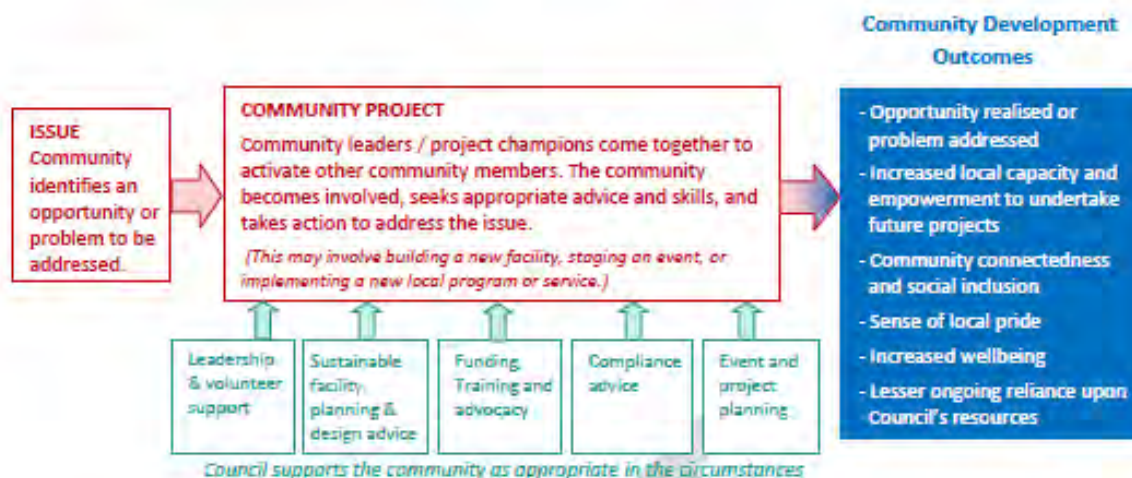 Community Development
Outcomes
ISSUE
Community
identifies an
opportunity or
problem to be
addressed.
COMMUNITY PROJECT
Community leaders / project champions come together to
activate other community members. The community
becomes involved, seeks appropriate advice and skills, and
takes action to address the issue.
(This may involve building a new facility, staging an event, or
implementing a new local program or service.)
- Opportunity realised or
problem addressed
- Increased local capacity and
empowerment to undertake
future projects
- Community connectedness
and social inclusion
- Sense of local pride
- Increased wellbeing
- Lesser ongoing reliance upon
Council's resources
Leadership
& volunteer
support
Sustainable
facility,
planning &
design advice
Funding,
Training and
advocacy
Compliance
advice
Event and
project
planning
Council supports the community as appropriate in the circumstances